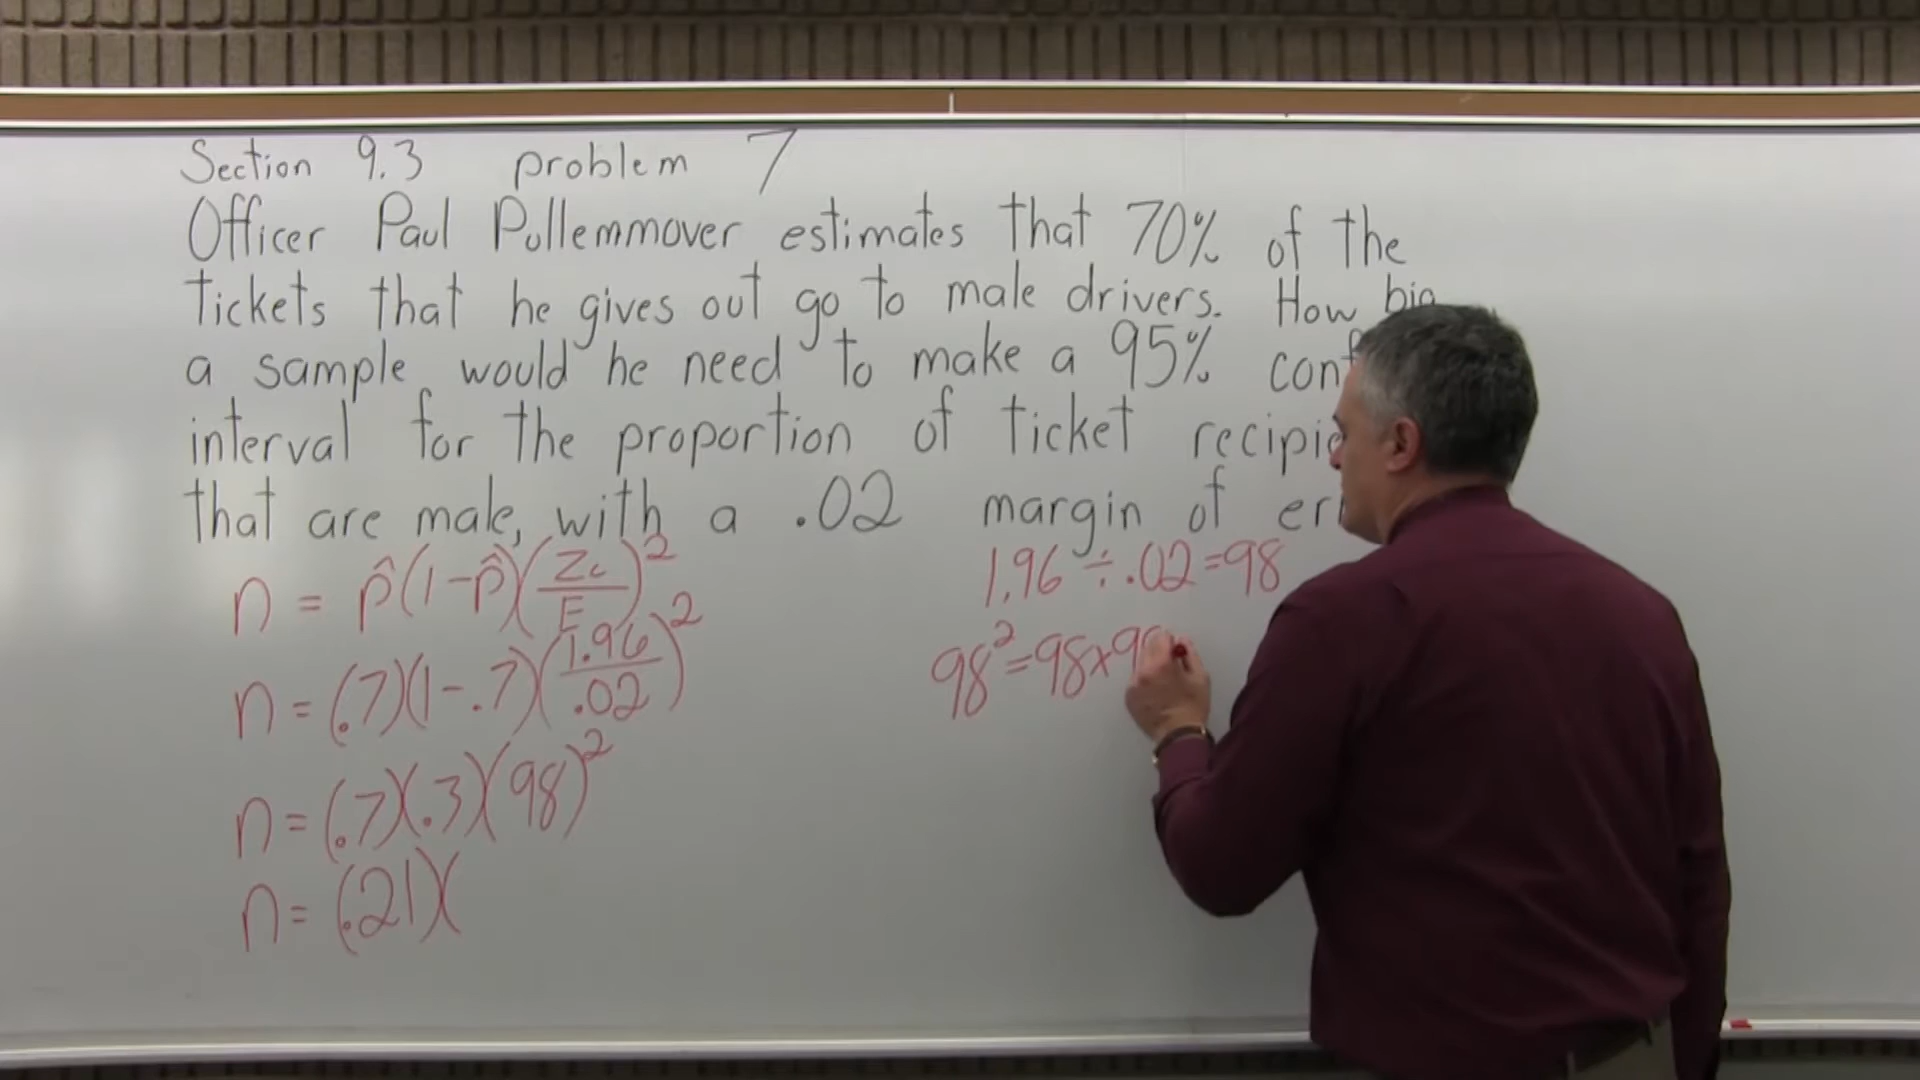 Section 9.3 problem 7
Officer Paul Pullemmover estimates that 70% of the
tickets that he gives out go to male drivers. How big
a sample would he need to make a 95%
interval for the proportion of ticket
that are male, with a .02 margin of
n = p̂(1-p̂)(Zc/E)²
1.96 ÷ .02 = 98
n = (.7)(1-.7)(1.96/.02)²
98² = 98x9
n = (.7)(.3)(98)²
n = (.21)(